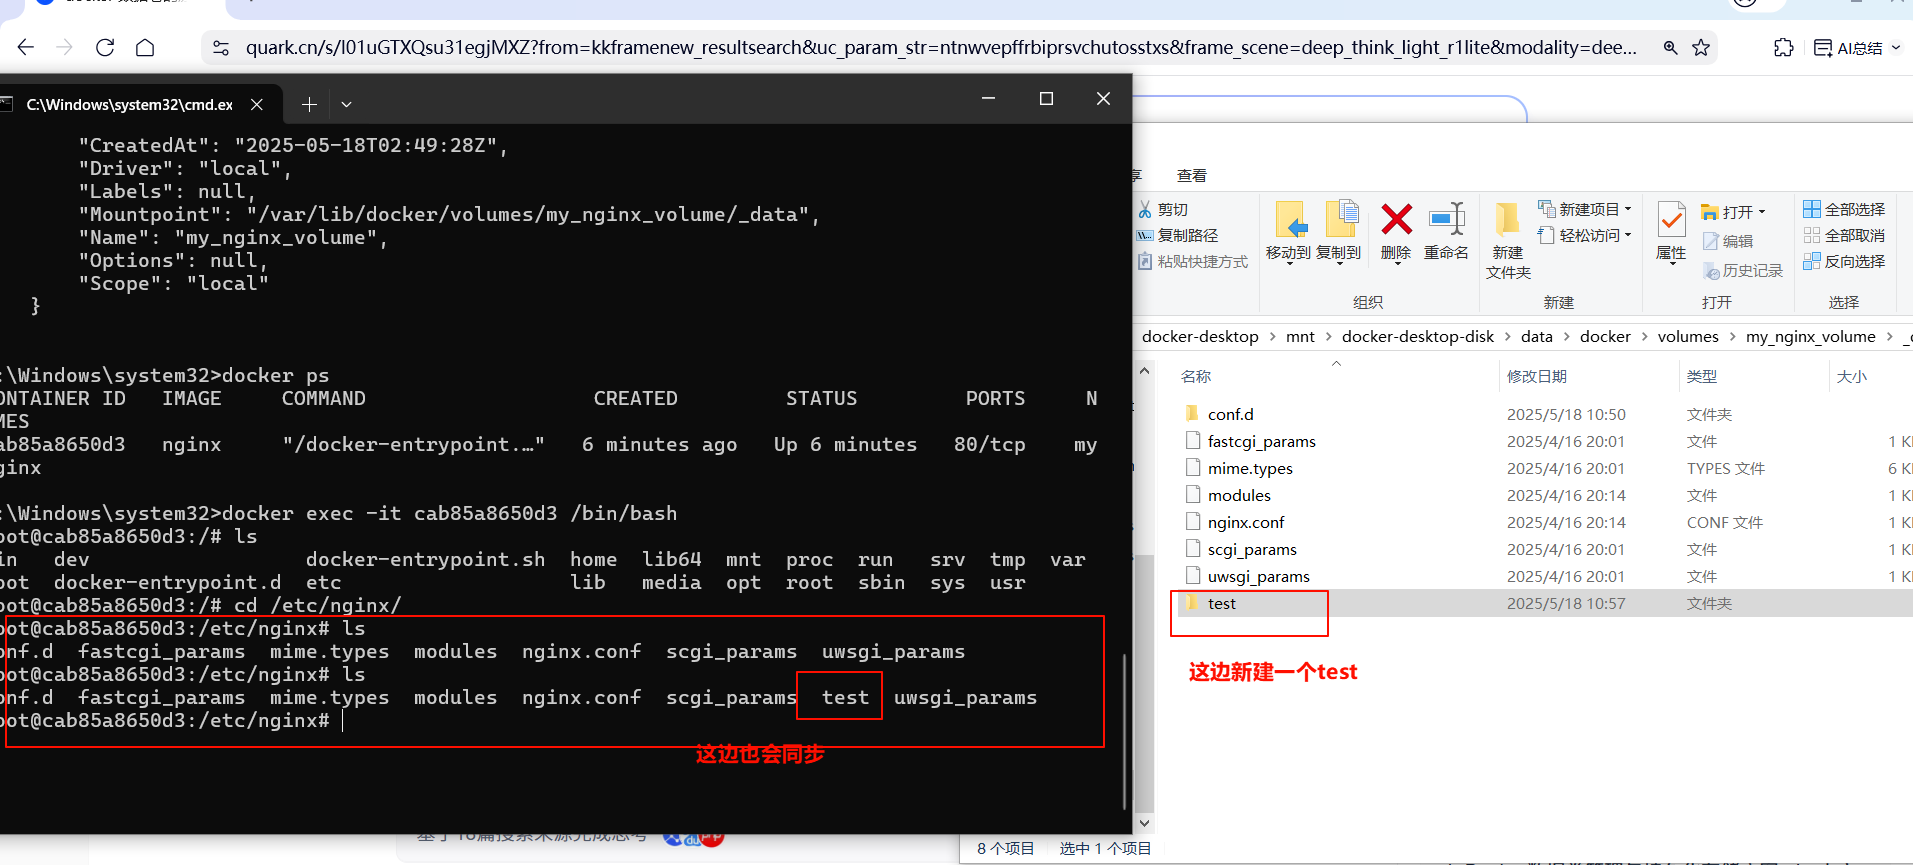 quark.cn/s/l01uGTXQsu31egjMXZ?from=kkframenew_resultsearch&uc_param_str=ntnwvepffrbiprsvchutosstxs&frame_scene=deep_think_light_r1lite&modality=dee...
AI总结
C:\Windows\system32\cmd.ex
"CreatedAt": "2025-05-18T02:49:28Z",
"Driver": "local",
"Labels": null,
"Mountpoint": "/var/lib/docker/volumes/my_nginx_volume/_data",
"Name": "my_nginx_volume",
"Options": null,
"Scope": "local"
}
:\Windows\system32>docker ps
ONTAINER ID IMAGE COMMAND CREATED STATUS PORTS N
MES
ab85a8650d3 nginx "/docker-entrypoint.…" 6 minutes ago Up 6 minutes 80/tcp my
ginx
:\Windows\system32>docker exec -it cab85a8650d3 /bin/bash
oot@cab85a8650d3:/# ls
in dev docker-entrypoint.sh home lib64 mnt proc run srv tmp var
oot docker-entrypoint.d etc lib media opt root sbin sys usr
oot@cab85a8650d3:/# cd /etc/nginx/
oot@cab85a8650d3:/etc/nginx# ls
onf.d fastcgi_params mime.types modules nginx.conf scgi_params uwsgi_params
oot@cab85a8650d3:/etc/nginx# ls
onf.d fastcgi_params mime.types modules nginx.conf scgi_params test uwsgi_params
oot@cab85a8650d3:/etc/nginx#
这边也会同步
享 查看
剪切
复制路径
粘贴快捷方式
移动到 复制到 删除 重命名
组织
新建
文件夹
新建项目
轻松访问
新建
属性
打开
编辑
历史记录
打开
全部选择
全部取消
反向选择
选择
docker-desktop > mnt > docker-desktop-disk > data > docker > volumes > my_nginx_volume >
名称 修改日期 类型 大小
conf.d 2025/5/18 10:50 文件夹
fastcgi_params 2025/4/16 20:01 文件 1 K
mime.types 2025/4/16 20:01 TYPES 文件 6 K
modules 2025/4/16 20:14 文件 1 K
nginx.conf 2025/4/16 20:14 CONF 文件 1 K
scgi_params 2025/4/16 20:01 文件 1 K
uwsgi_params 2025/4/16 20:01 文件 1 K
test 2025/5/18 10:57 文件夹
这边新建一个test
8 个项目 选中 1 个项目